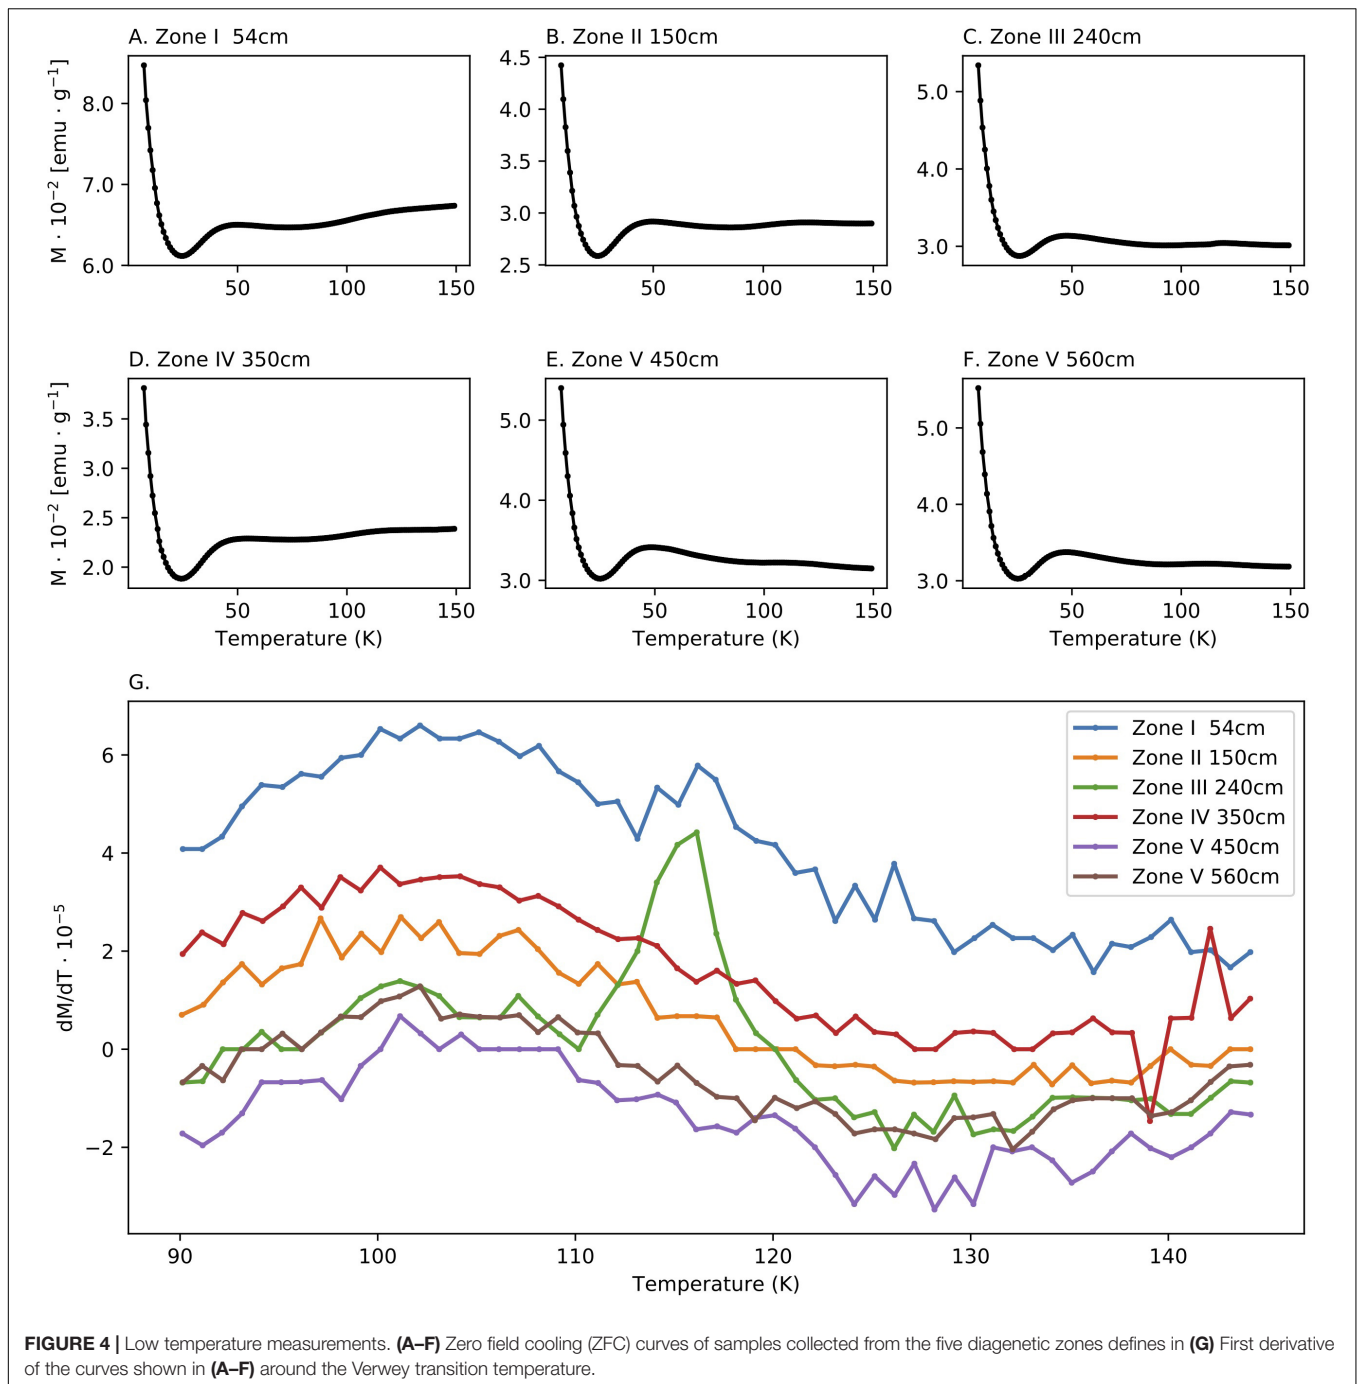 A. Zone I  54cm
B. Zone II 150cm
C. Zone III 240cm
M · 10⁻² [emu · g⁻¹]
8.0
7.0
6.0
50
100
150
4.5
4.0
3.5
3.0
2.5
50
100
150
5.0
4.0
3.0
50
100
150
D. Zone IV 350cm
E. Zone V 450cm
F. Zone V 560cm
M · 10⁻² [emu · g⁻¹]
3.5
3.0
2.5
2.0
50
100
150
Temperature (K)
5.0
4.0
3.0
50
100
150
Temperature (K)
5.0
4.0
3.0
50
100
150
Temperature (K)
G.
dM/dT · 10⁻⁵
6
4
2
0
−2
Zone I  54cm
Zone II 150cm
Zone III 240cm
Zone IV 350cm
Zone V 450cm
Zone V 560cm
90
100
110
120
130
140
Temperature (K)
FIGURE 4 | Low temperature measurements. (A–F) Zero field cooling (ZFC) curves of samples collected from the five diagenetic zones defines in (G) First derivative
of the curves shown in (A–F) around the Verwey transition temperature.